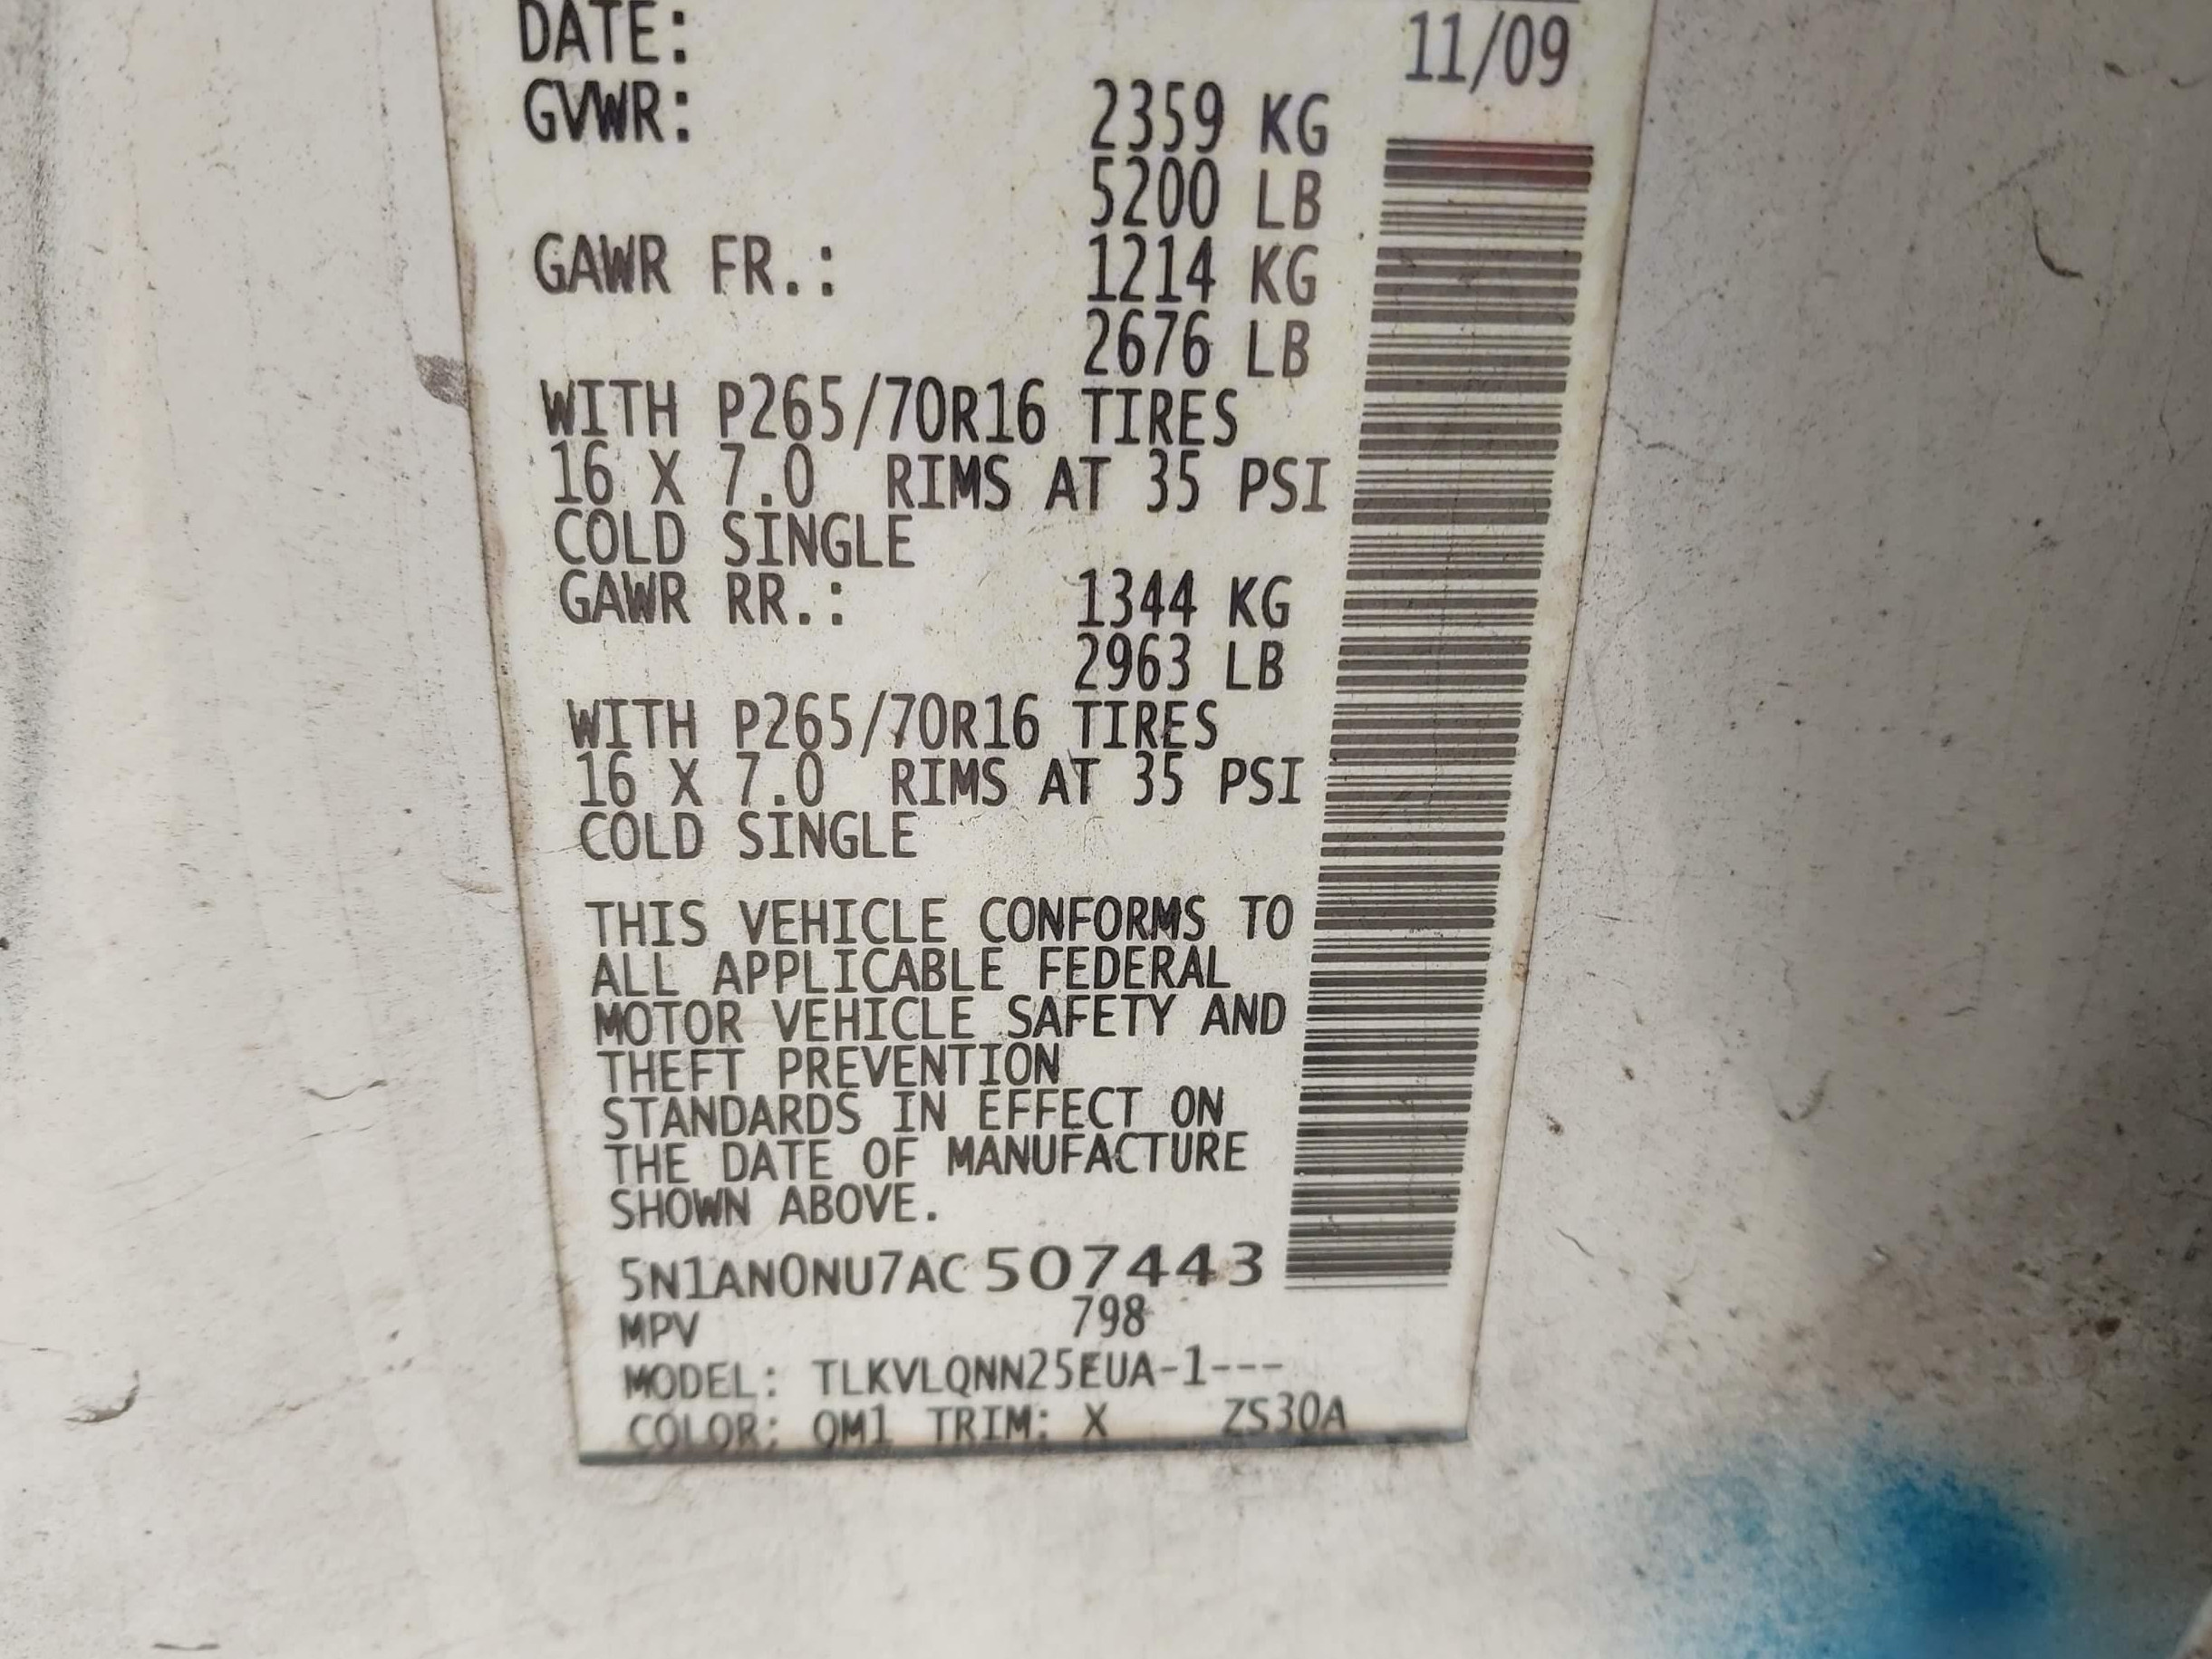 DATE: 11/09
GVWR: 2359 KG
5200 LB
GAWR FR.: 1214 KG
2676 LB
WITH P265/70R16 TIRES
16 X 7.0 RIMS AT 35 PSI
COLD SINGLE
GAWR RR.: 1344 KG
2963 LB
WITH P265/70R16 TIRES
16 X 7.0 RIMS AT 35 PSI
COLD SINGLE
THIS VEHICLE CONFORMS TO
ALL APPLICABLE FEDERAL
MOTOR VEHICLE SAFETY AND
THEFT PREVENTION
STANDARDS IN EFFECT ON
THE DATE OF MANUFACTURE
SHOWN ABOVE.
5N1AN0NU7AC507443
MPV 798
MODEL: TLKVLQNN25EUA-1---
COLOR: QM1 TRIM: X ZS30A